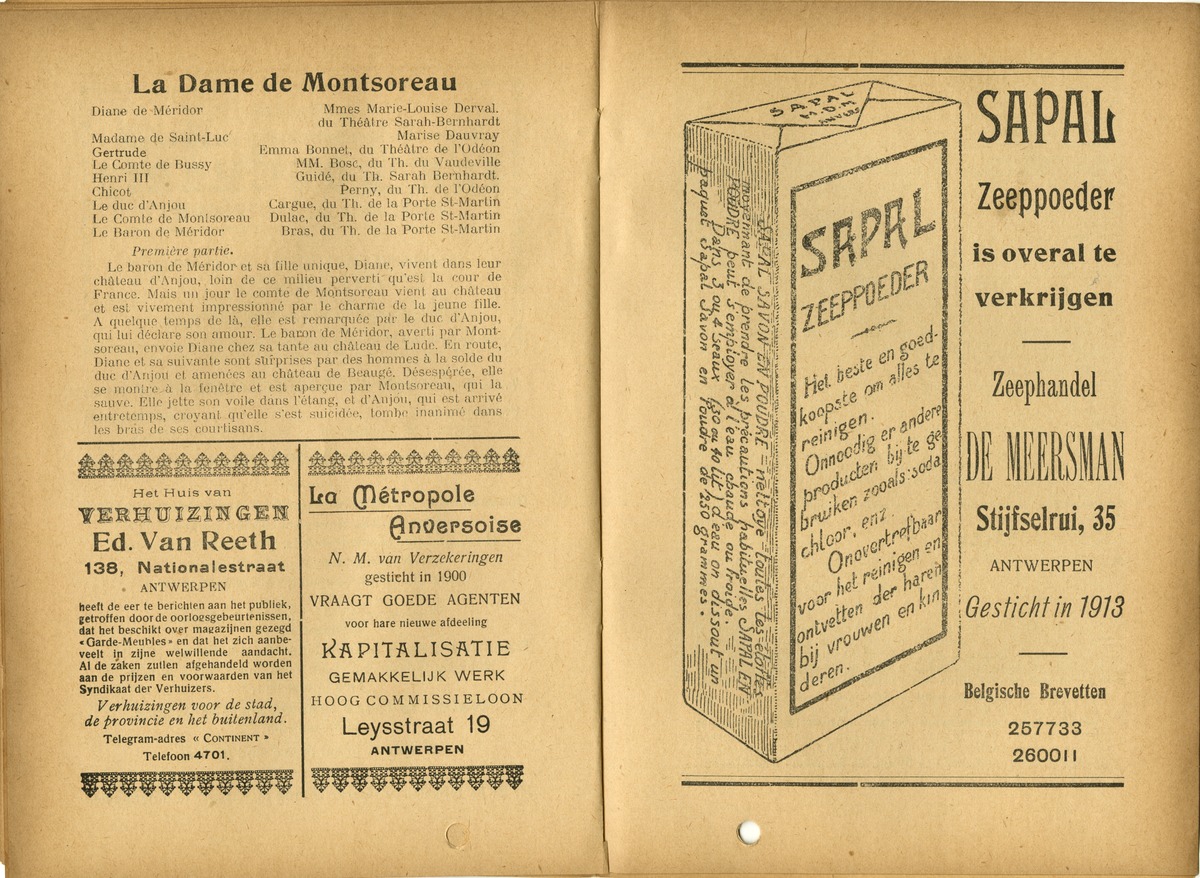 La Dame de Montsoreau
Diane de Méridor Mmes Marie-Louise Derval.
du Théâtre Sarah-Bernhardt
Madame de Saint-Luc Marise Dauvray
Gertrude Emma Bonnet, du Théâtre de l'Odéon
Le Comte de Bussy MM. Bosc, du Th. du Vaudeville
Henri III Guidé, du Th. Sarah Bernhardt.
Chicot Perny, du Th. de l'Odéon
Le duc d'Anjou Cargue, du Th. de la Porte St-Martin
Le Comte de Montsoreau Dulac, du Th. de la Porte St-Martin
Le Baron de Méridor Bras, du Th. de la Porte St-Martin
Première partie.
Le baron de Méridor et sa fille unique, Diane, vivent dans leur
château d'Anjou, loin de ce milieu perverti qu'est la cour de
France. Mais un jour le comte de Montsoreau vient au château
et est vivement impressionné par le charme de la jeune fille.
A quelque temps de là, elle est remarquée par le duc d'Anjou,
qui lui déclare son amour. Le baron de Méridor, averti par Mont-
soreau, envoie Diane chez sa tante au château de Lude. En route,
Diane et sa suivante sont surprises par des hommes à la solde du
duc d'Anjou et amenées au château de Beaugé. Désespérée, elle
se montre à la fenêtre et est aperçue par Montsoreau, qui la
sauve. Elle jette son voile dans l'étang, et d'Anjou, qui est arrivé
entretemps, croyant qu'elle s'est suicidée, tombe inanimé dans
les bras de ses courtisans.
Het Huis van
VERHUIZINGEN
Ed. Van Reeth
138, Nationalestraat
ANTWERPEN
heeft de eer te berichten aan het publiek,
getroffen door de oorlogsgebeurtenissen,
dat het beschikt over magazijnen gezegd
«Garde-Meubles» en dat het zich aanbe-
veelt in zijne welwillende aandacht.
Al de zaken zullen afgehandeld worden
aan de prijzen en voorwaarden van het
Syndikaat der Verhuizers.
Verhuizingen voor de stad,
de provincie en het buitenland.
Telegram-adres « CONTINENT »
Telefoon 4701.
La Métropole
Anversoise
N. M. van Verzekeringen
gesticht in 1900
VRAAGT GOEDE AGENTEN
voor hare nieuwe afdeeling
KAPITALISATIE
GEMAKKELIJK WERK
HOOG COMMISSIELOON
Leysstraat 19
ANTWERPEN
SAPAL
M.D.M
ANVERS
SAPAL SAVON EN POUDRE = nettoye = toutes les étoffes
moyennant de prendre les précautions habituelles SAPAL EN
POUDRE peut s'employer à l'eau chaude ou froide =
Dans 3 ou 4 seaux (30 ou 40 lit.) d'eau on dissout un
paquet Sapal Savon en Poudre de 250 grammes.
SAPAL
ZEEPPOEDER
Het beste en goed-
koopste om alles te
reinigen.
Onnoodig er andere
producten bij te ge
bruiken zooals: soda
chloor, enz.
Onovertrefbaar
voor het reinigen en
ontvetten der haren
bij vrouwen en kin
deren.
SAPAL
Zeeppoeder
is overal te
verkrijgen
Zeephandel
DE MEERSMAN
Stijfselrui, 35
ANTWERPEN
Gesticht in 1913
Belgische Brevetten
257733
260011